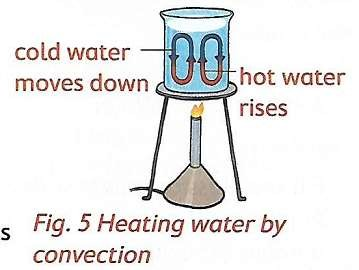 cold water
moves down
hot water
rises
s
Fig. 5 Heating water by
convection